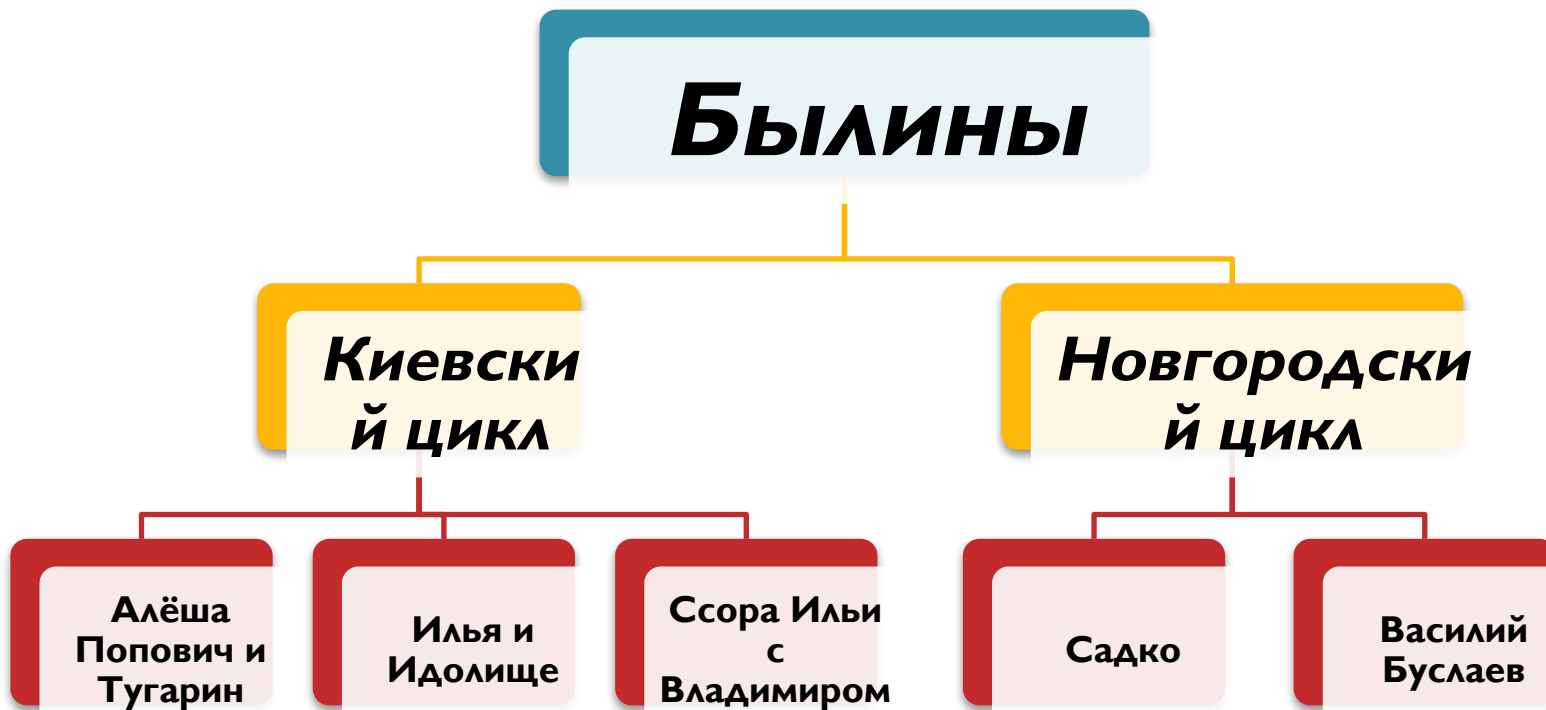 Былины
Киевски
й цикл
Новгородски
й цикл
Алёша
Попович и
Тугарин
Илья и
Идолище
Ссора Ильи
с
Владимиром
Садко
Василий
Буслаев